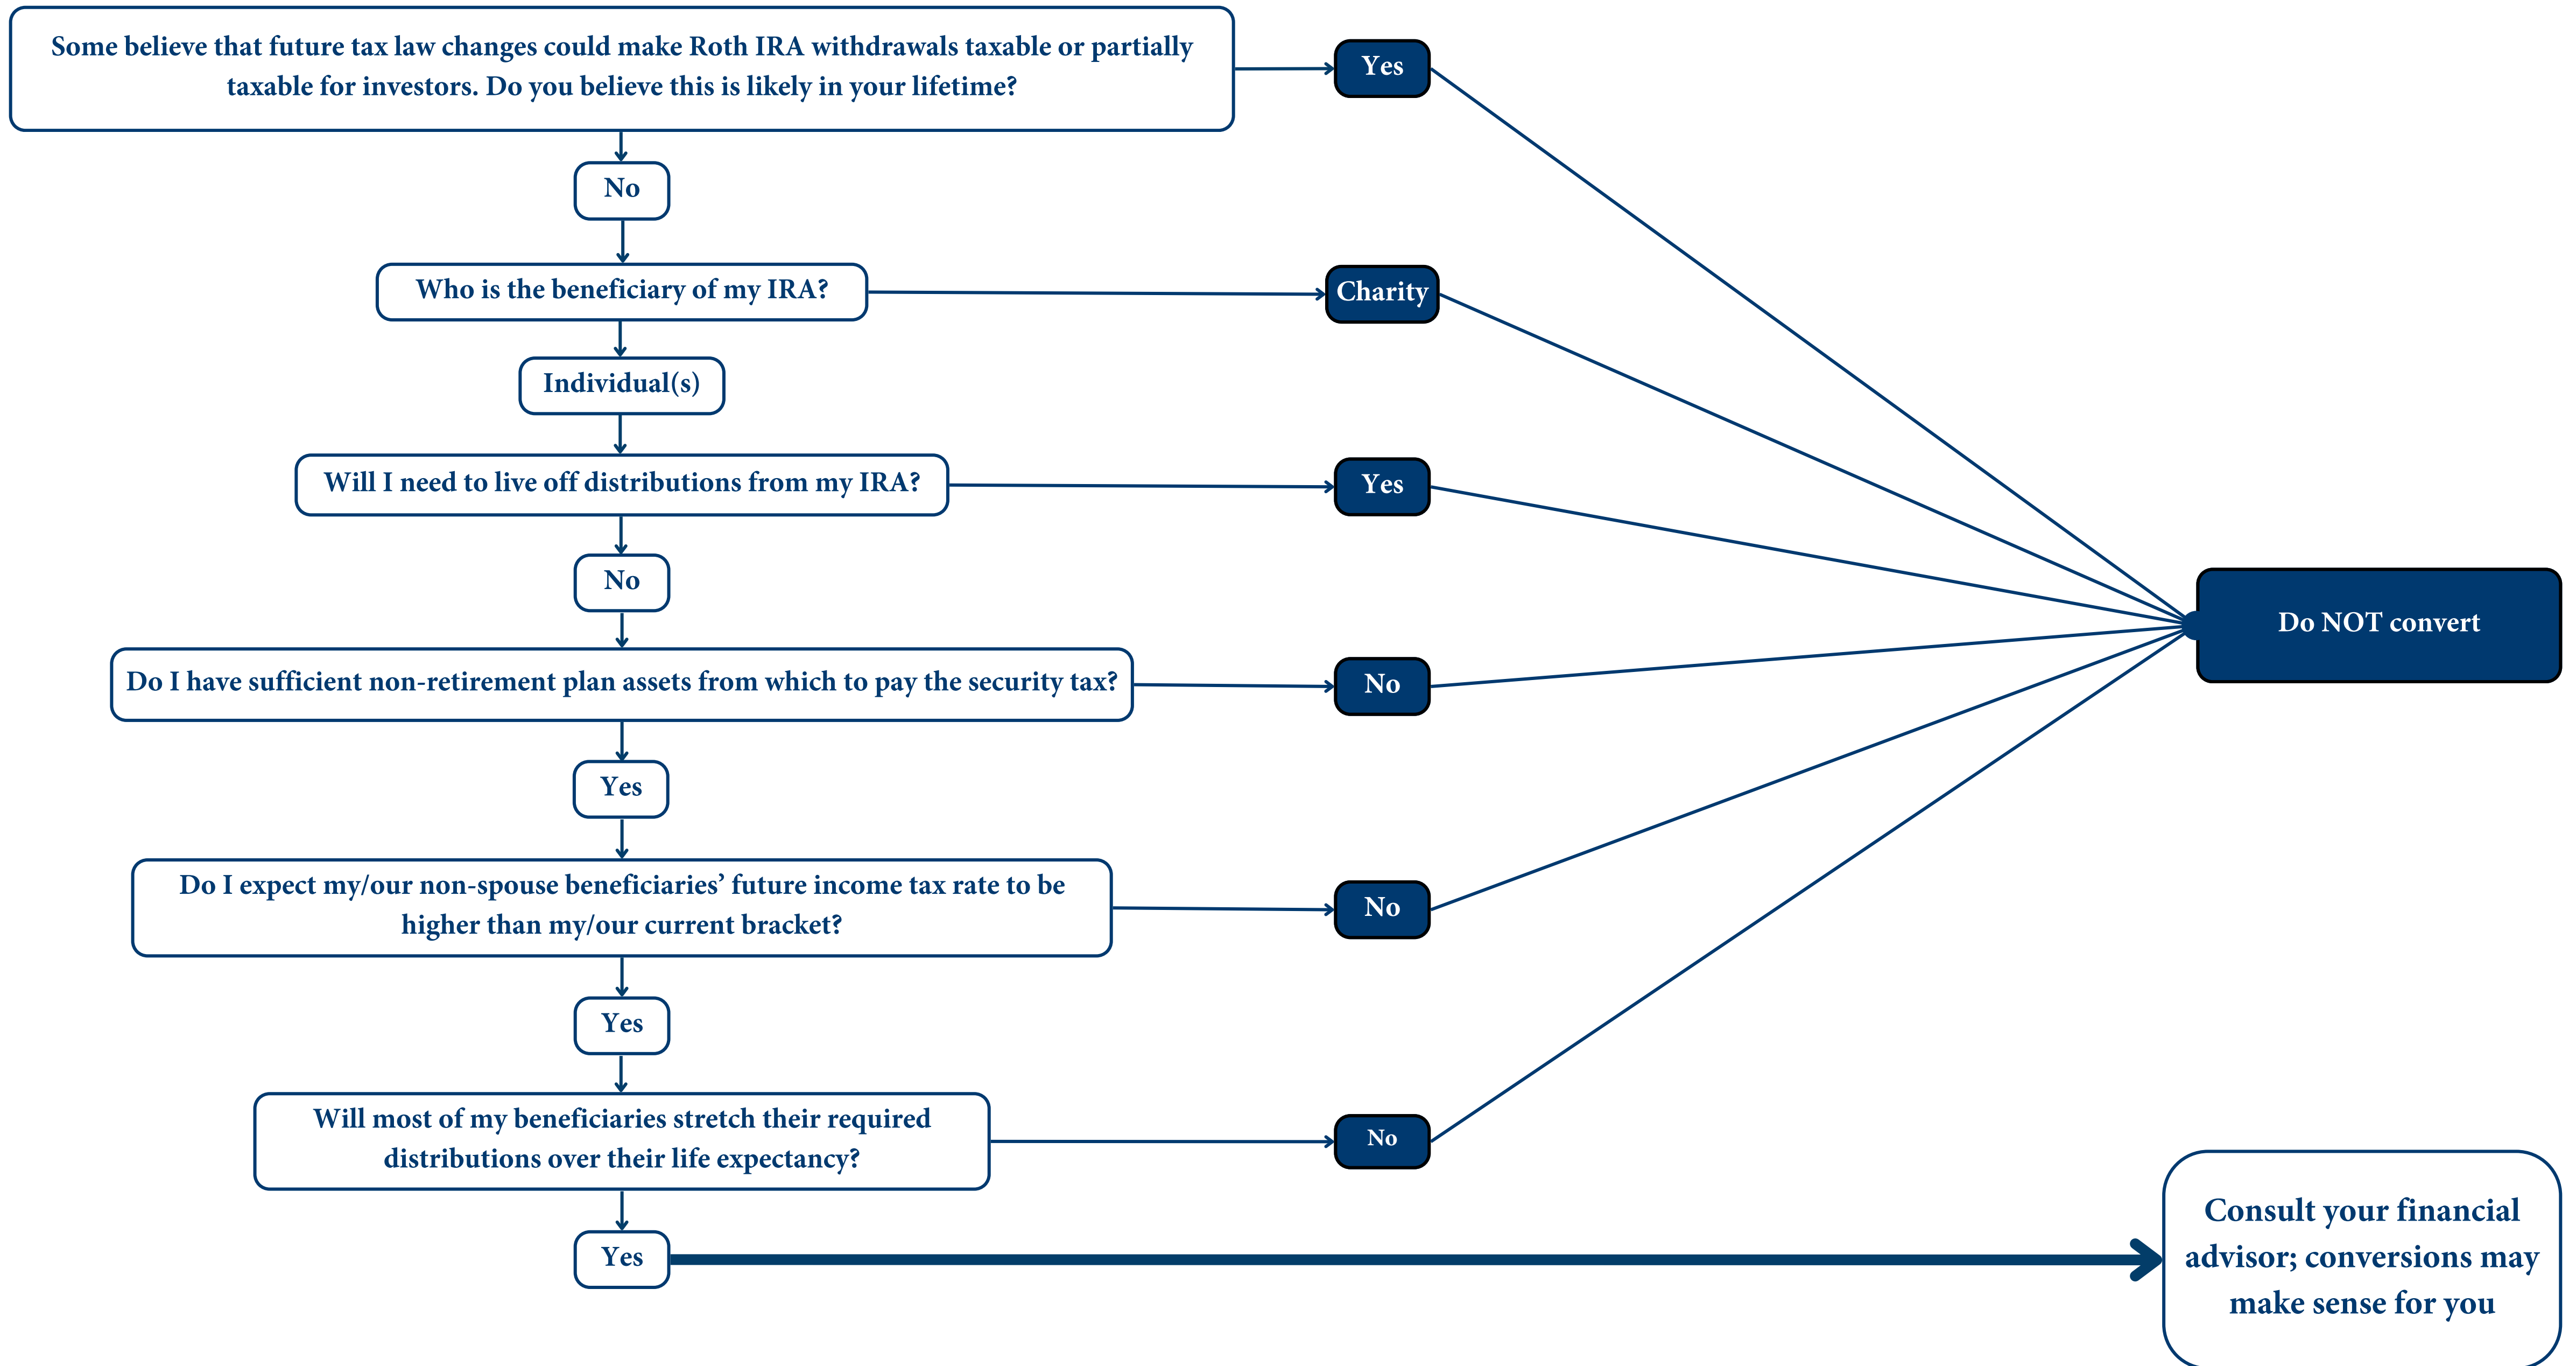 Some believe that future tax law changes could make Roth IRA withdrawals taxable or partially
taxable for investors. Do you believe this is likely in your lifetime?
Yes
No
Who is the beneficiary of my IRA?
Charity
Individual(s)
Will I need to live off distributions from my IRA?
Yes
No
Do NOT convert
Do I have sufficient non-retirement plan assets from which to pay the security tax?
No
Yes
Do I expect my/our non-spouse beneficiaries’ future income tax rate to be
higher than my/our current bracket?
No
Yes
Will most of my beneficiaries stretch their required
distributions over their life expectancy?
No
Yes
Consult your financial
advisor; conversions may
make sense for you